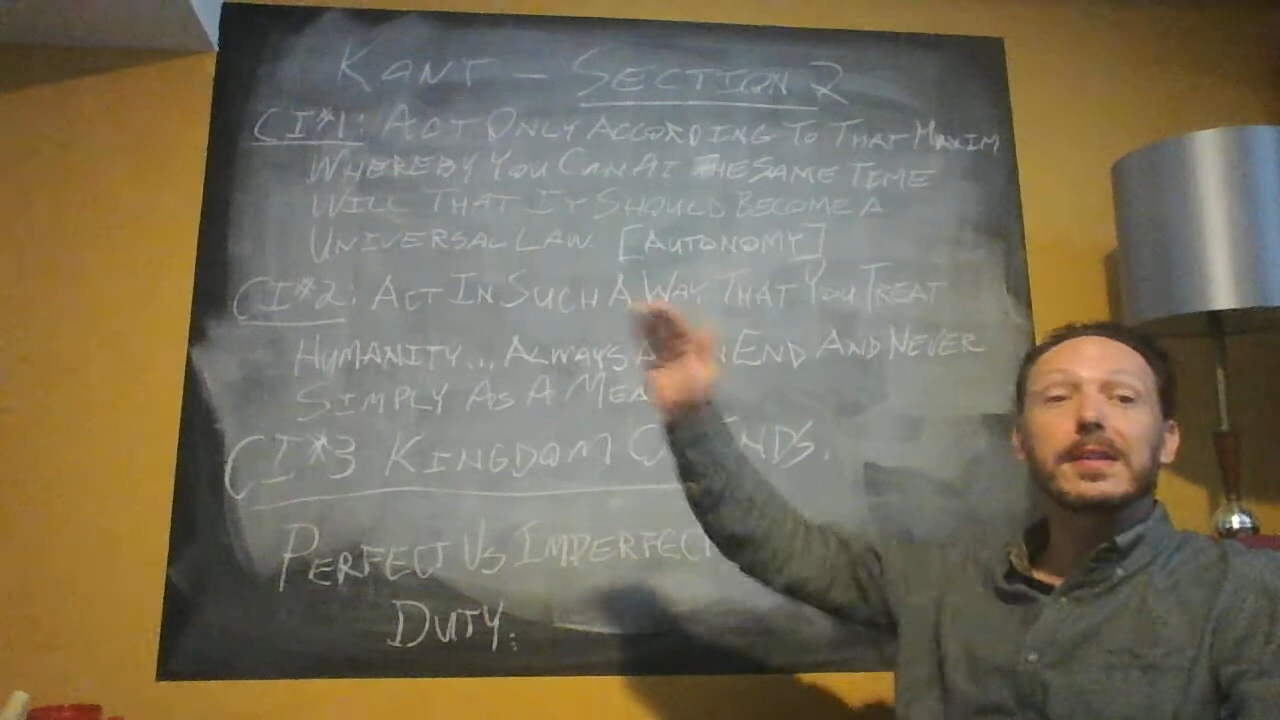 KANT — SECTION 2
CI#1: ACT ONLY ACCORDING TO THAT MAXIM
WHEREBY YOU CAN AT THE SAME TIME
WILL THAT IT SHOULD BECOME A
UNIVERSAL LAW. [AUTONOMY]
CI#2: ACT IN SUCH A WAY THAT YOU TREAT
HUMANITY... ALWAYS END AND NEVER
SIMPLY AS A
CI#3 KINGDOM
PERFECT VS IMPERFECT
DUTY: